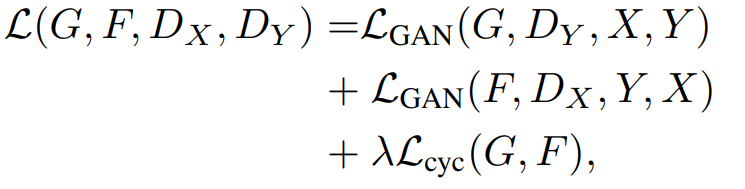 ℒ(G, F, D_X, D_Y) =ℒ_GAN(G, D_Y, X, Y)
+ ℒ_GAN(F, D_X, Y, X)
+ λℒ_cyc(G, F),